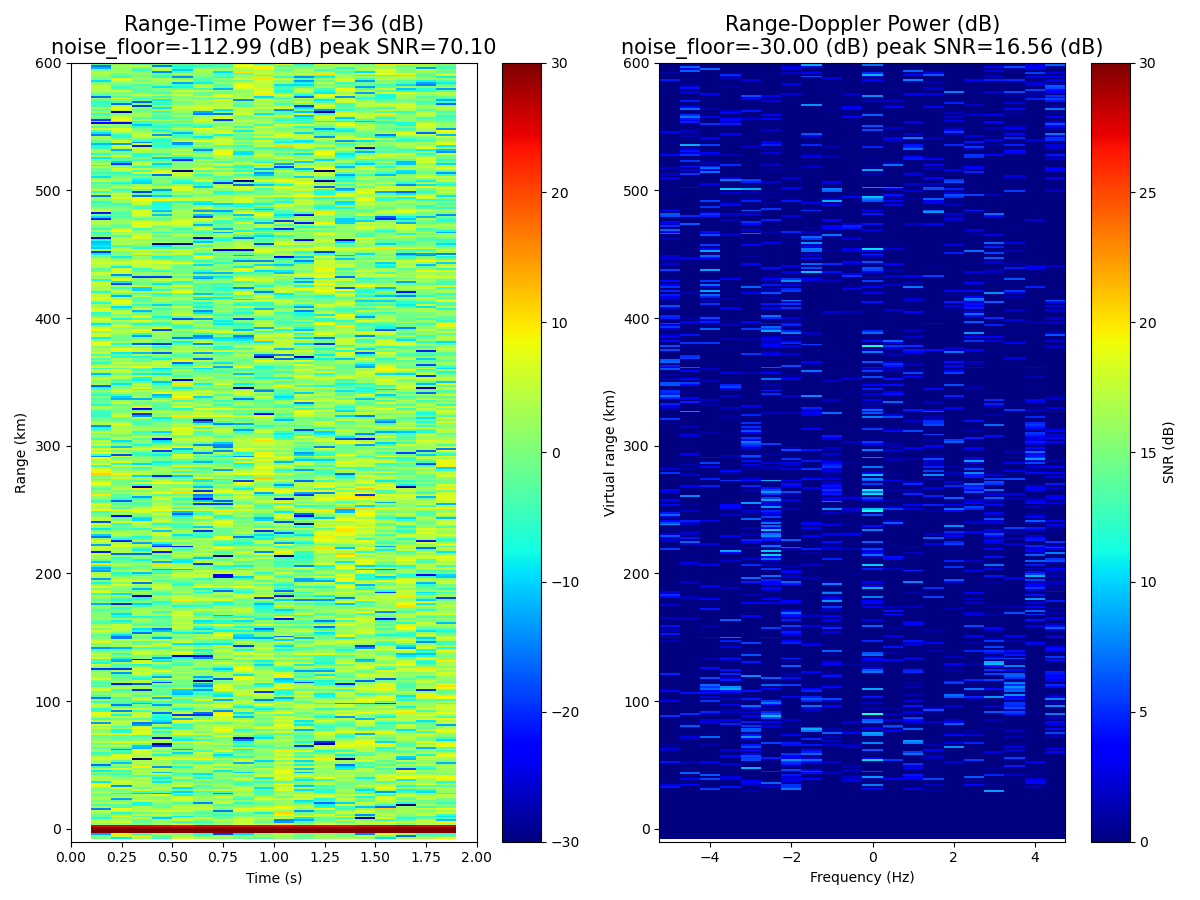 Range-Time Power f=36 (dB)
noise_floor=-112.99 (dB) peak SNR=70.10
600
500
400
300
200
100
0
Range (km)
0.00 0.25 0.50 0.75 1.00 1.25 1.50 1.75 2.00
Time (s)
30
20
10
0
−10
−20
−30
Range-Doppler Power (dB)
noise_floor=-30.00 (dB) peak SNR=16.56 (dB)
600
500
400
300
200
100
0
Virtual range (km)
−4 −2 0 2 4
Frequency (Hz)
30
25
20
15
10
5
0
SNR (dB)